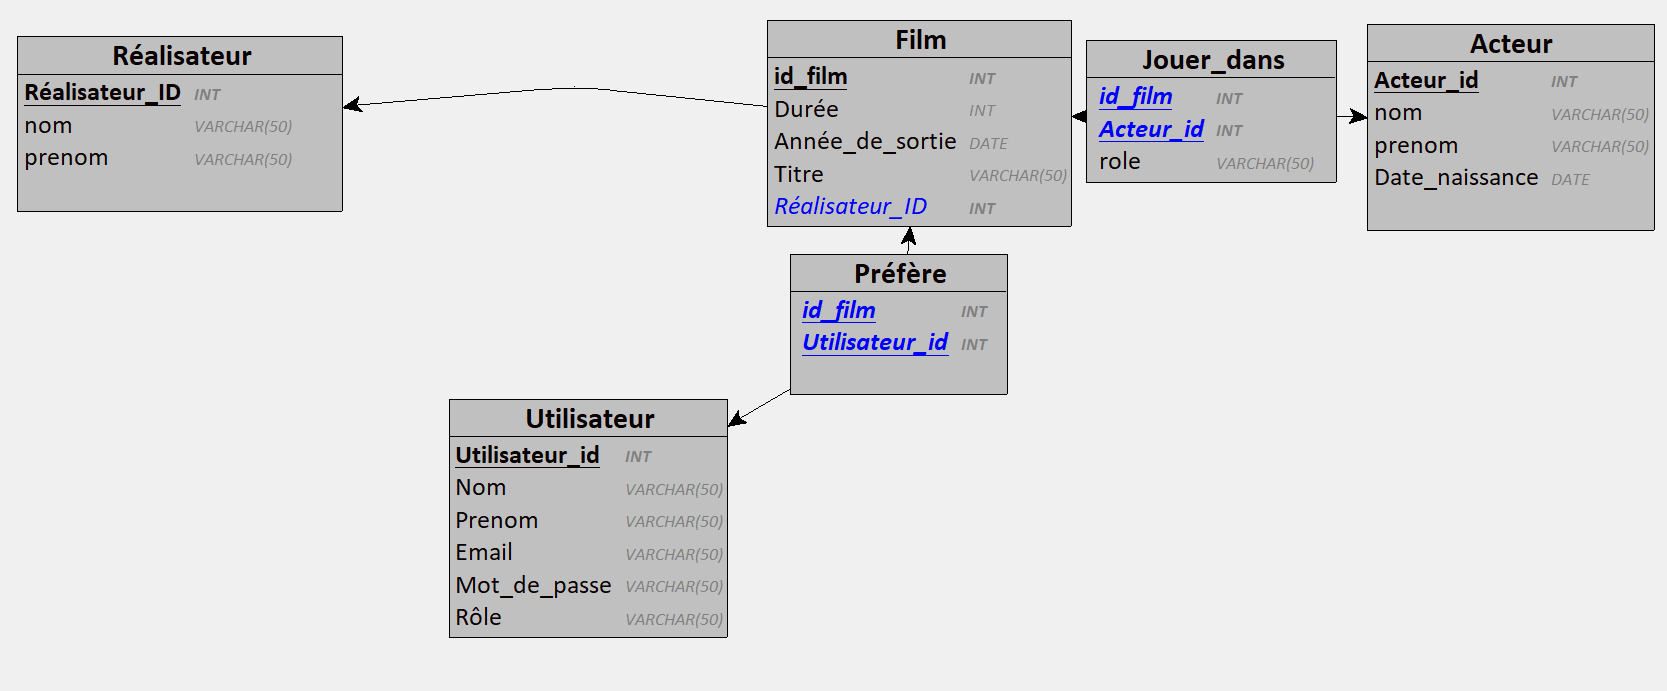 Réalisateur
Réalisateur_ID INT
nom VARCHAR(50)
prenom VARCHAR(50)
Film
id_film INT
Durée INT
Année_de_sortie DATE
Titre VARCHAR(50)
Réalisateur_ID INT
Jouer_dans
id_film INT
Acteur_id INT
role VARCHAR(50)
Acteur
Acteur_id INT
nom VARCHAR(50)
prenom VARCHAR(50)
Date_naissance DATE
Préfère
id_film INT
Utilisateur_id INT
Utilisateur
Utilisateur_id INT
Nom VARCHAR(50)
Prenom VARCHAR(50)
Email VARCHAR(50)
Mot_de_passe VARCHAR(50)
Rôle VARCHAR(50)